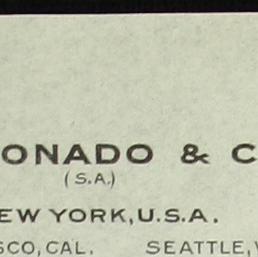 ONADO & C
(S.A.)
EW YORK, U.S.A.
SCO, CAL. SEATTLE,